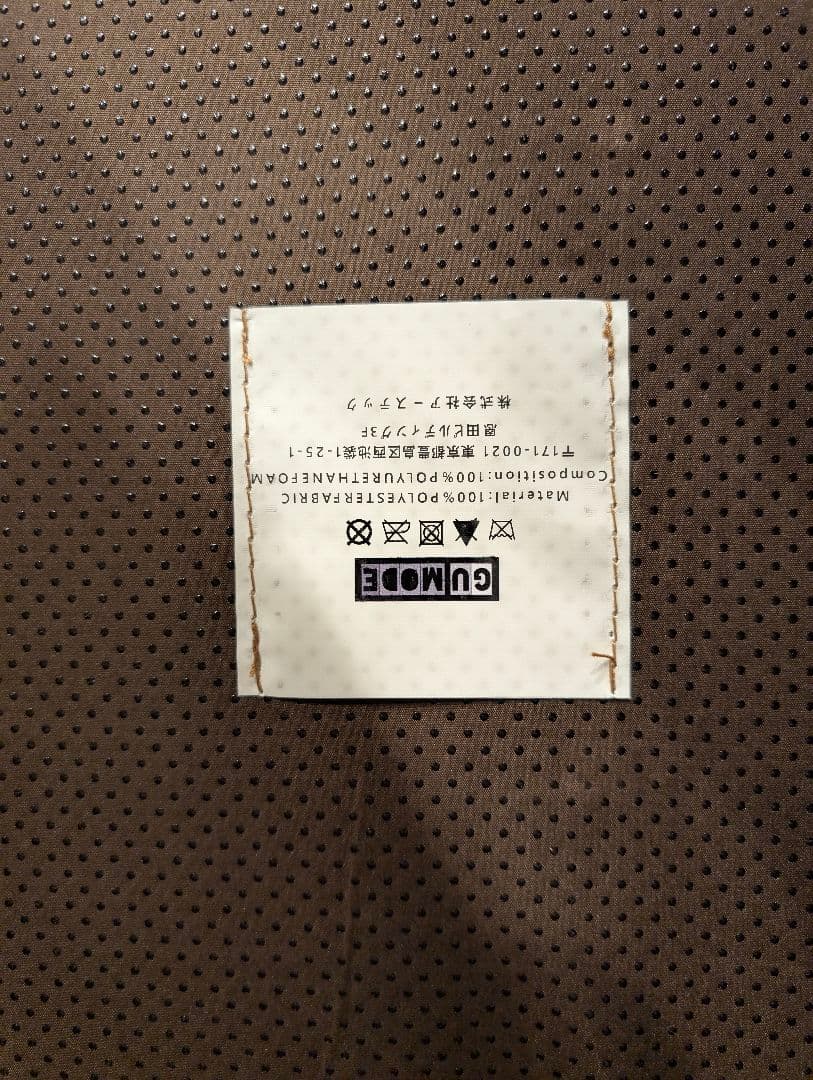 GUMODE
Material:100%POLYESTERFABRIC
Composition:100%POLYURETHANEFOAM
〒171-0021 東京都豊島区西池袋1-25-1
恩田ビルディング3F
株式会社アーステック